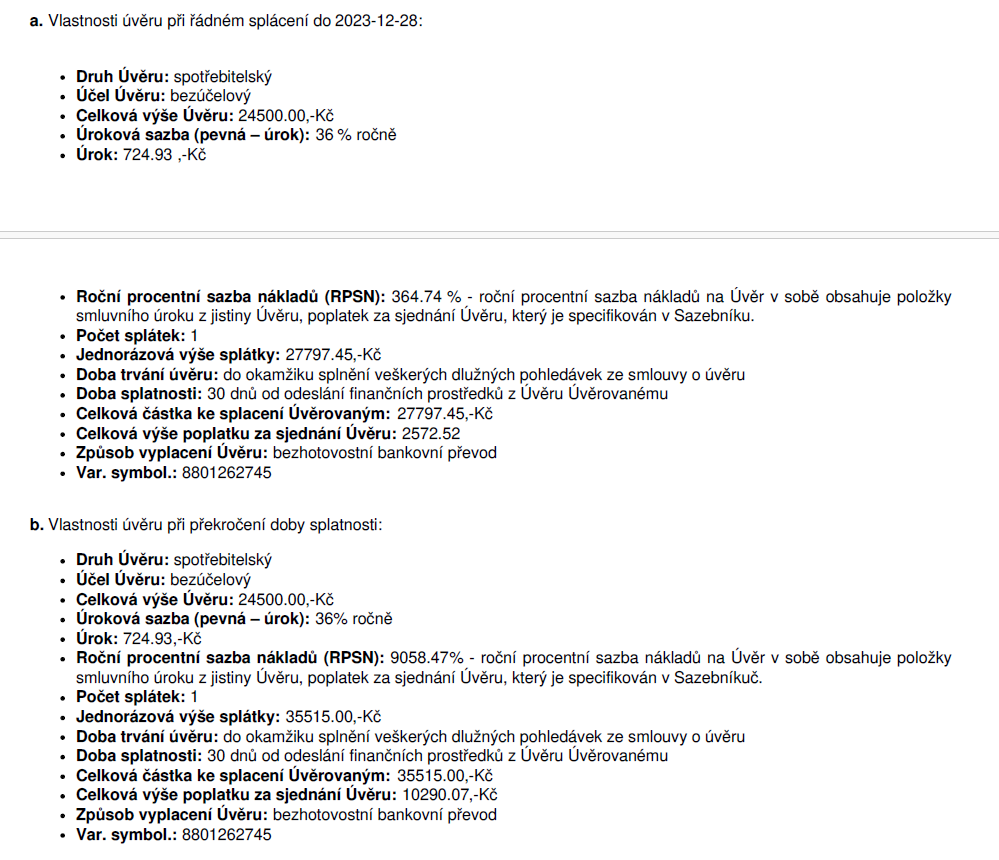 a. Vlastnosti úvěru při řádném splácení do 2023-12-28:
• Druh Úvěru: spotřebitelský
• Účel Úvěru: bezúčelový
• Celková výše Úvěru: 24500.00,-Kč
• Úroková sazba (pevná – úrok): 36 % ročně
• Úrok: 724.93 ,-Kč
• Roční procentní sazba nákladů (RPSN): 364.74 % - roční procentní sazba nákladů na Úvěr v sobě obsahuje položky
smluvního úroku z jistiny Úvěru, poplatek za sjednání Úvěru, který je specifikován v Sazebníku.
• Počet splátek: 1
• Jednorázová výše splátky: 27797.45,-Kč
• Doba trvání úvěru: do okamžiku splnění veškerých dlužných pohledávek ze smlouvy o úvěru
• Doba splatnosti: 30 dnů od odeslání finančních prostředků z Úvěru Úvěrovanému
• Celková částka ke splacení Úvěrovaným: 27797.45,-Kč
• Celková výše poplatku za sjednání Úvěru: 2572.52
• Způsob vyplacení Úvěru: bezhotovostní bankovní převod
• Var. symbol.: 8801262745
b. Vlastnosti úvěru při překročení doby splatnosti:
• Druh Úvěru: spotřebitelský
• Účel Úvěru: bezúčelový
• Celková výše Úvěru: 24500.00,-Kč
• Úroková sazba (pevná – úrok): 36% ročně
• Úrok: 724.93,-Kč
• Roční procentní sazba nákladů (RPSN): 9058.47% - roční procentní sazba nákladů na Úvěr v sobě obsahuje položky
smluvního úroku z jistiny Úvěru, poplatek za sjednání Úvěru, který je specifikován v Sazebníkuč.
• Počet splátek: 1
• Jednorázová výše splátky: 35515.00,-Kč
• Doba trvání úvěru: do okamžiku splnění veškerých dlužných pohledávek ze smlouvy o úvěru
• Doba splatnosti: 30 dnů od odeslání finančních prostředků z Úvěru Úvěrovanému
• Celková částka ke splacení Úvěrovaným: 35515.00,-Kč
• Celková výše poplatku za sjednání Úvěru: 10290.07,-Kč
• Způsob vyplacení Úvěru: bezhotovostní bankovní převod
• Var. symbol.: 8801262745